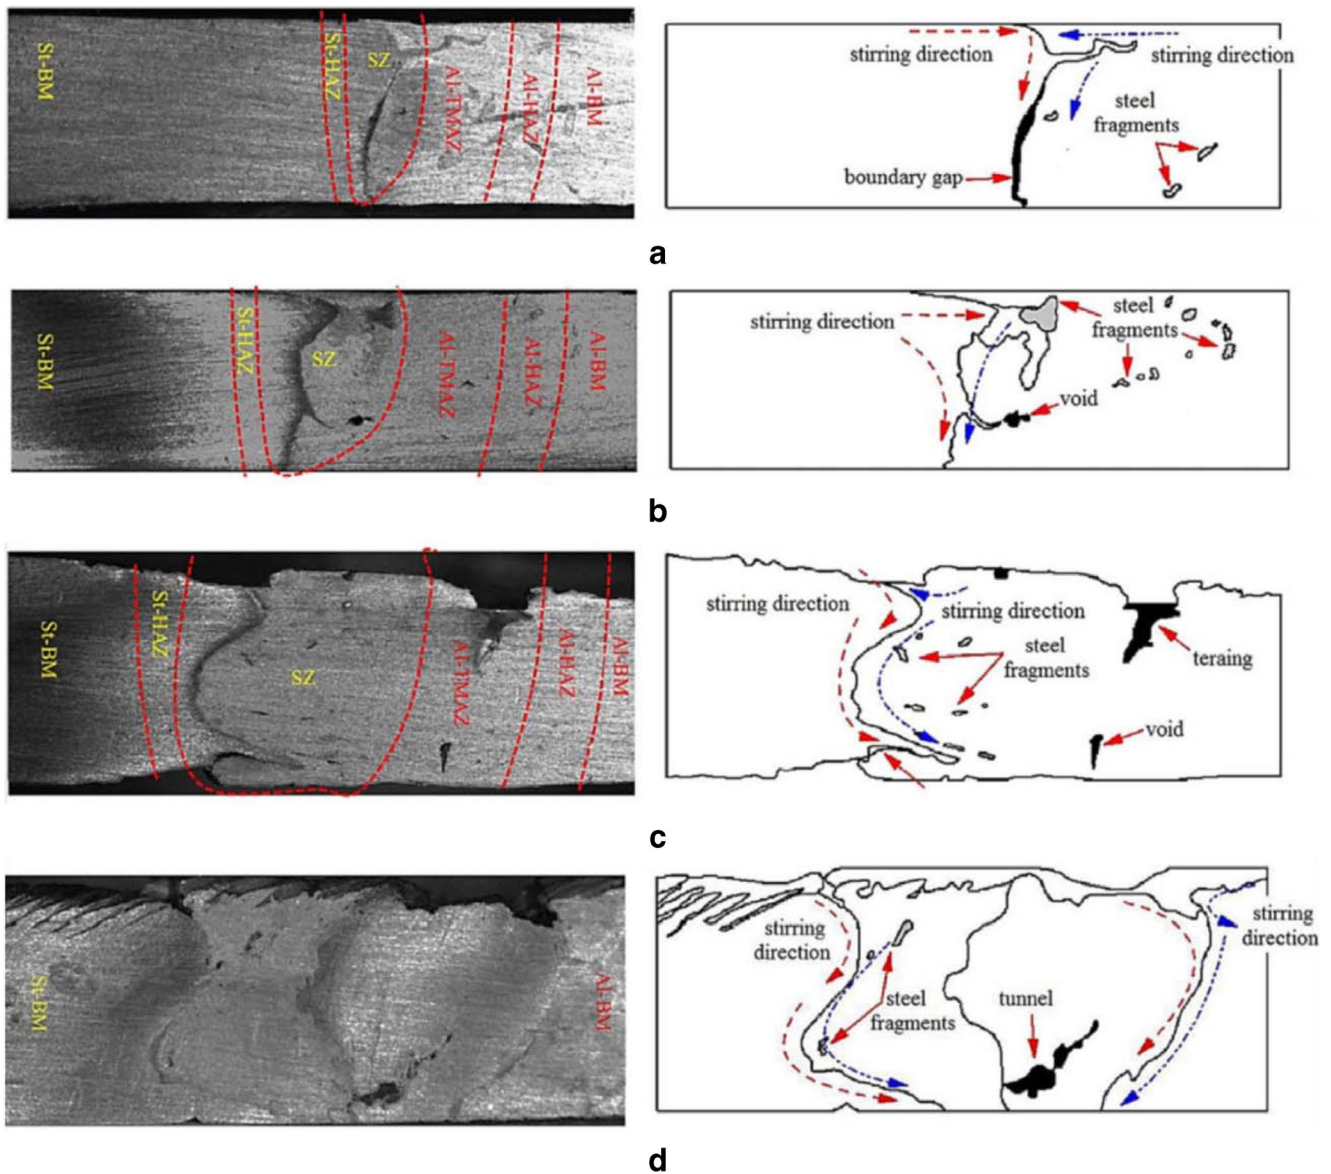 St-BM
St-HAZ
SZ
Al-TMAZ
Al-HAZ
Al-BM
stirring direction
stirring direction
steel
fragments
boundary gap
a
St-BM
St-HAZ
SZ
Al-TMAZ
Al-HAZ
Al-BM
stirring direction
steel
fragments
void
b
St-BM
St-HAZ
SZ
Al-TMAZ
Al-HAZ
Al-BM
stirring direction
stirring direction
steel
fragments
teraing
void
c
St-BM
Al-BM
stirring
direction
steel
fragments
tunnel
stirring
direction
d